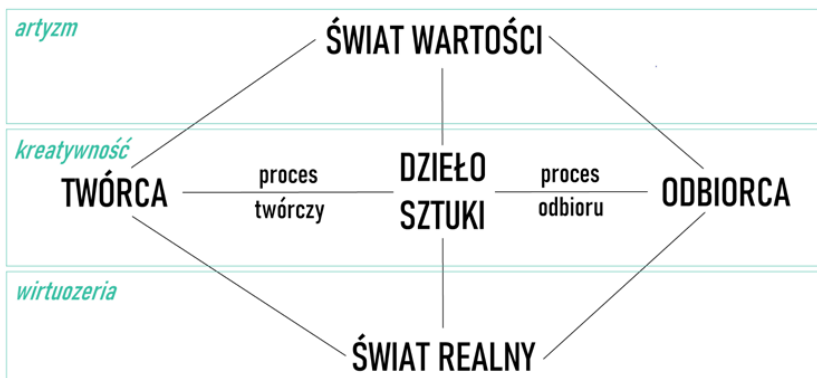 artyzm
ŚWIAT WARTOŚCI
kreatywność
TWÓRCA
proces
twórczy
DZIEŁO
SZTUKI
proces
odbioru
ODBIORCA
wirtuozeria
ŚWIAT REALNY